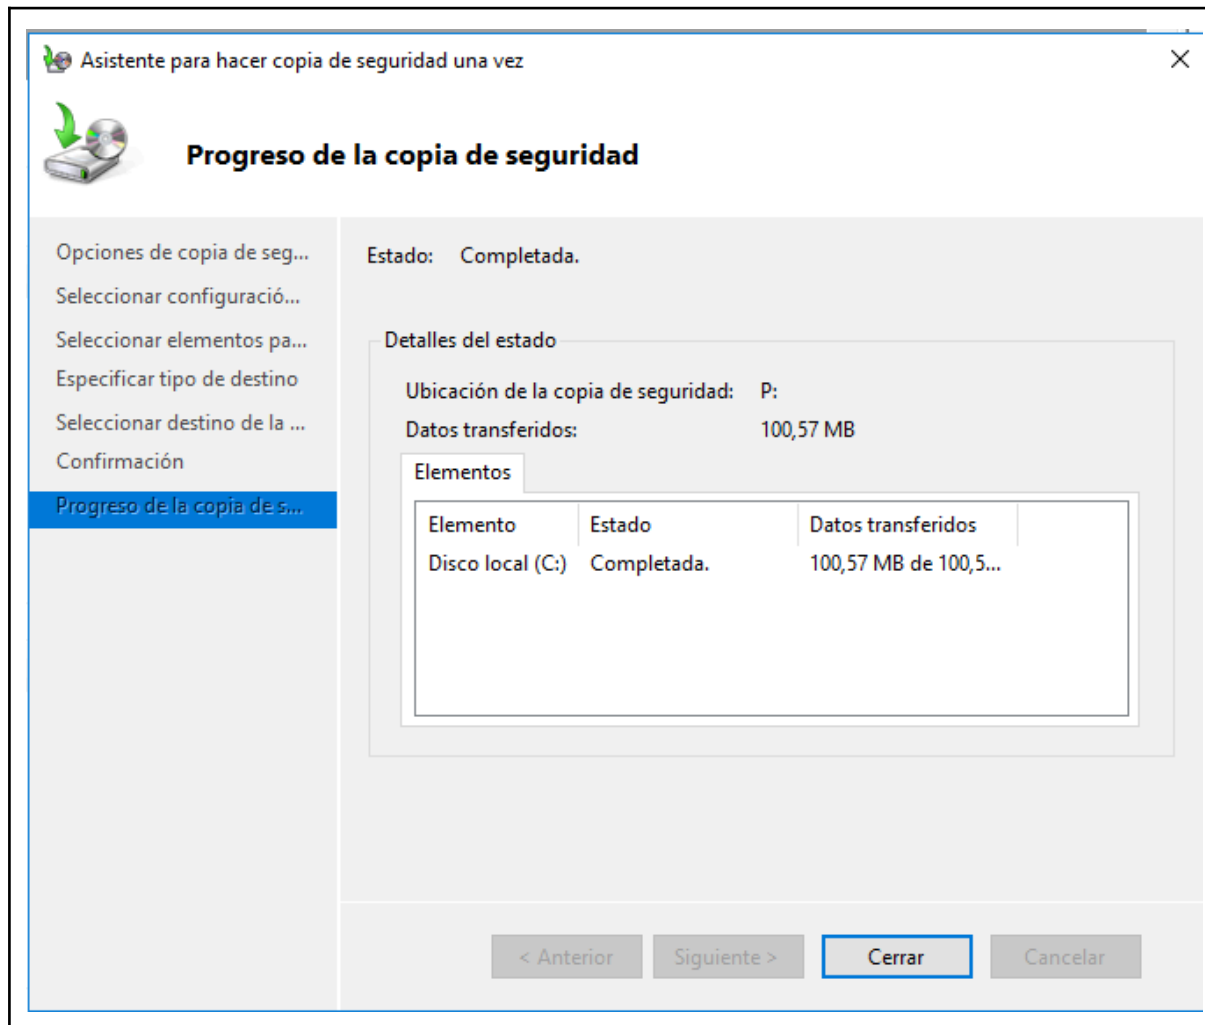 Asistente para hacer copia de seguridad una vez
Progreso de la copia de seguridad
Opciones de copia de seg...
Seleccionar configuració...
Seleccionar elementos pa...
Especificar tipo de destino
Seleccionar destino de la ...
Confirmación
Progreso de la copia de s...
Estado: Completada.
Detalles del estado
Ubicación de la copia de seguridad: P:
Datos transferidos: 100,57 MB
Elementos
Elemento Estado Datos transferidos
Disco local (C:) Completada. 100,57 MB de 100,5...
< Anterior Siguiente > Cerrar Cancelar